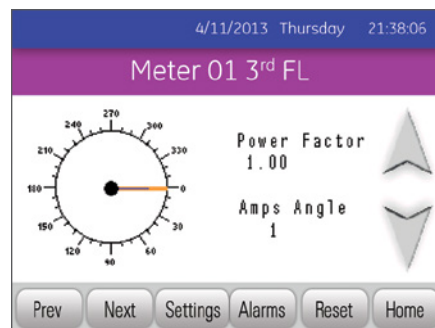 4/11/2013 Thursday 21:38:06
Meter 01 3rd FL
270
240 300
210 330
180 0
150 30
120 60
90
Power Factor
1.00
Amps Angle
1
Prev Next Settings Alarms Reset Home